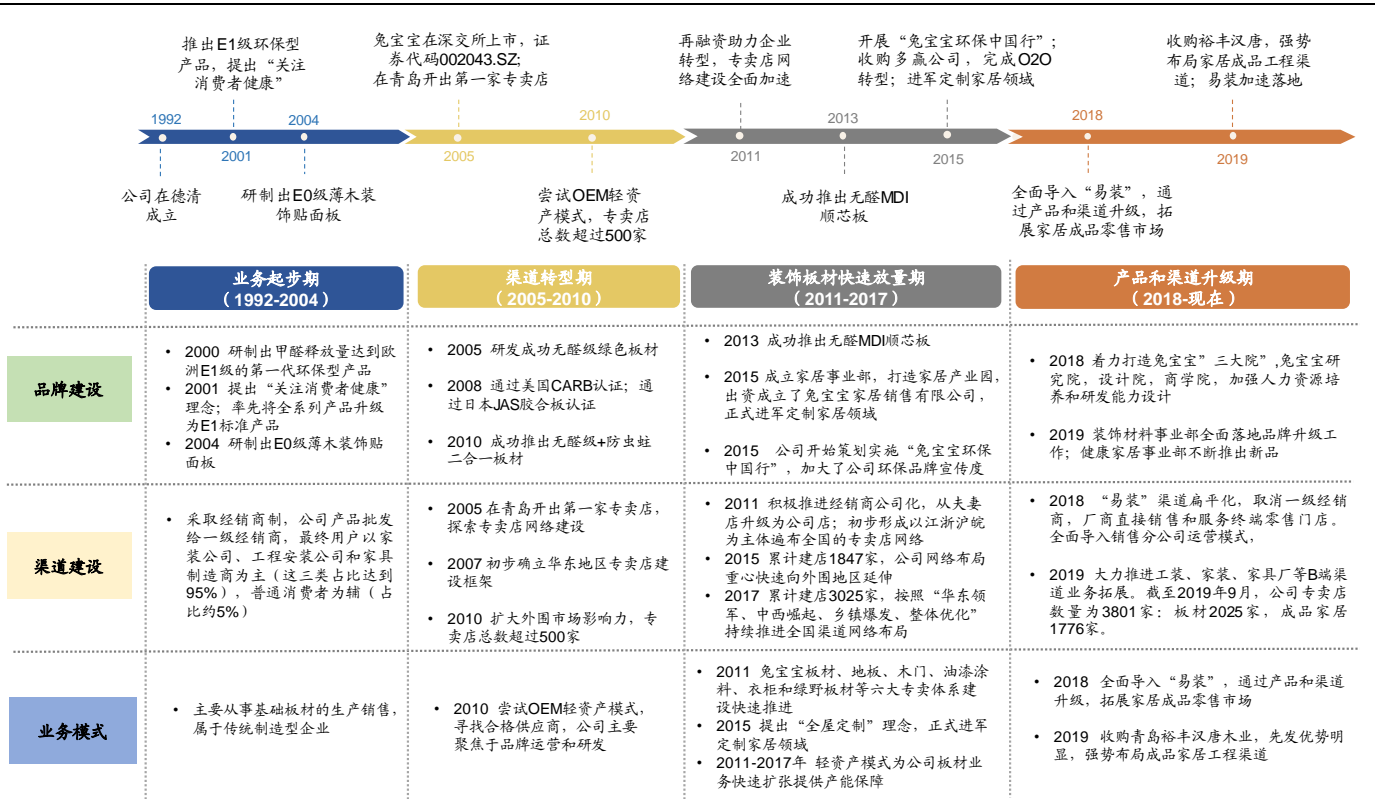 推出E1级环保型
产品，提出“关注
消费者健康”
兔宝宝在深交所上市，证
券代码002043.SZ;
在青岛开出第一家专卖店
再融资助力企业
转型，专卖店网
络建设全面加速
开展“兔宝宝环保中国行”；
收购多赢公司，完成O2O
转型；进军定制家居领域
收购裕丰汉唐，强势
布局家居成品工程渠
道；易装加速落地
1992
2004
2010
2013
2018
2001
2005
2011
2015
2019
公司在德清
成立
研制出E0级薄木装
饰贴面板
尝试OEM轻资
产模式，专卖店
总数超过500家
成功推出无醛MDI
顺芯板
全面导入“易装”，通
过产品和渠道升级，拓
展家居成品零售市场
业务起步期
（1992-2004）
渠道转型期
（2005-2010）
装饰板材快速放量期
（2011-2017）
产品和渠道升级期
（2018-现在）
品牌建设
• 2000 研制出甲醛释放量达到欧
洲E1级的第一代环保型产品
• 2001 提出“关注消费者健康”
理念；率先将全系列产品升级
为E1标准产品
• 2004 研制出E0级薄木装饰贴
面板
• 2005 研发成功无醛级绿色板材
• 2008 通过美国CARB认证；通
过日本JAS胶合板认证
• 2010 成功推出无醛级+防虫蛀
二合一板材
• 2013 成功推出无醛MDI顺芯板
• 2015 成立家居事业部，打造家居产业园，
出资成立了兔宝宝家居销售有限公司，
正式进军定制家居领域
• 2015 公司开始策划实施“兔宝宝环保
中国行”，加大了公司环保品牌宣传度
• 2018 着力打造兔宝宝”三大院”,兔宝宝研
究院，设计院，商学院，加强人力资源培
养和研发能力设计
• 2019 装饰材料事业部全面落地品牌升级工
作；健康家居事业部不断推出新品
渠道建设
• 采取经销商制，公司产品批发
给一级经销商，最终用户以家
装公司、工程安装公司和家具
制造商为主（这三类占比达到
95%），普通消费者为辅（占
比约5%）
• 2005在青岛开出第一家专卖店，
探索专卖店网络建设
• 2007初步确立华东地区专卖店建
设框架
• 2010 扩大外围市场影响力，专
卖店总数超过500家
• 2011 积极推进经销商公司化，从夫妻
店升级为公司店；初步形成以江浙沪皖
为主体遍布全国的专卖店网络
• 2015 累计建店1847家，公司网络布局
重心快速向外围地区延伸
• 2017 累计建店3025家，按照“华东领
军、中西崛起、乡镇爆发、整体优化”
持续推进全国渠道网络布局
• 2018 “易装”渠道扁平化，取消一级经销
商，厂商直接销售和服务终端零售门店。
全面导入销售分公司运营模式，
• 2019 大力推进工装、家装、家具厂等B端渠
道业务拓展。截至2019年9月，公司专卖店
数量为3801家：板材2025家，成品家居
1776家。
业务模式
• 主要从事基础板材的生产销售，
属于传统制造型企业
• 2010 尝试OEM轻资产模式，
寻找合格供应商，公司主要
聚焦于品牌运营和研发
• 2011 兔宝宝板材、地板、木门、油漆涂
料、衣柜和绿野板材等六大专卖体系建
设快速推进
• 2015 提出“全屋定制”理念，正式进军
定制家居领域
• 2011-2017年 轻资产模式为公司板材业
务快速扩张提供产能保障
• 2018 全面导入“易装”，通过产品和渠道
升级，拓展家居成品零售市场
• 2019 收购青岛裕丰汉唐木业，先发优势明
显，强势布局成品家居工程渠道